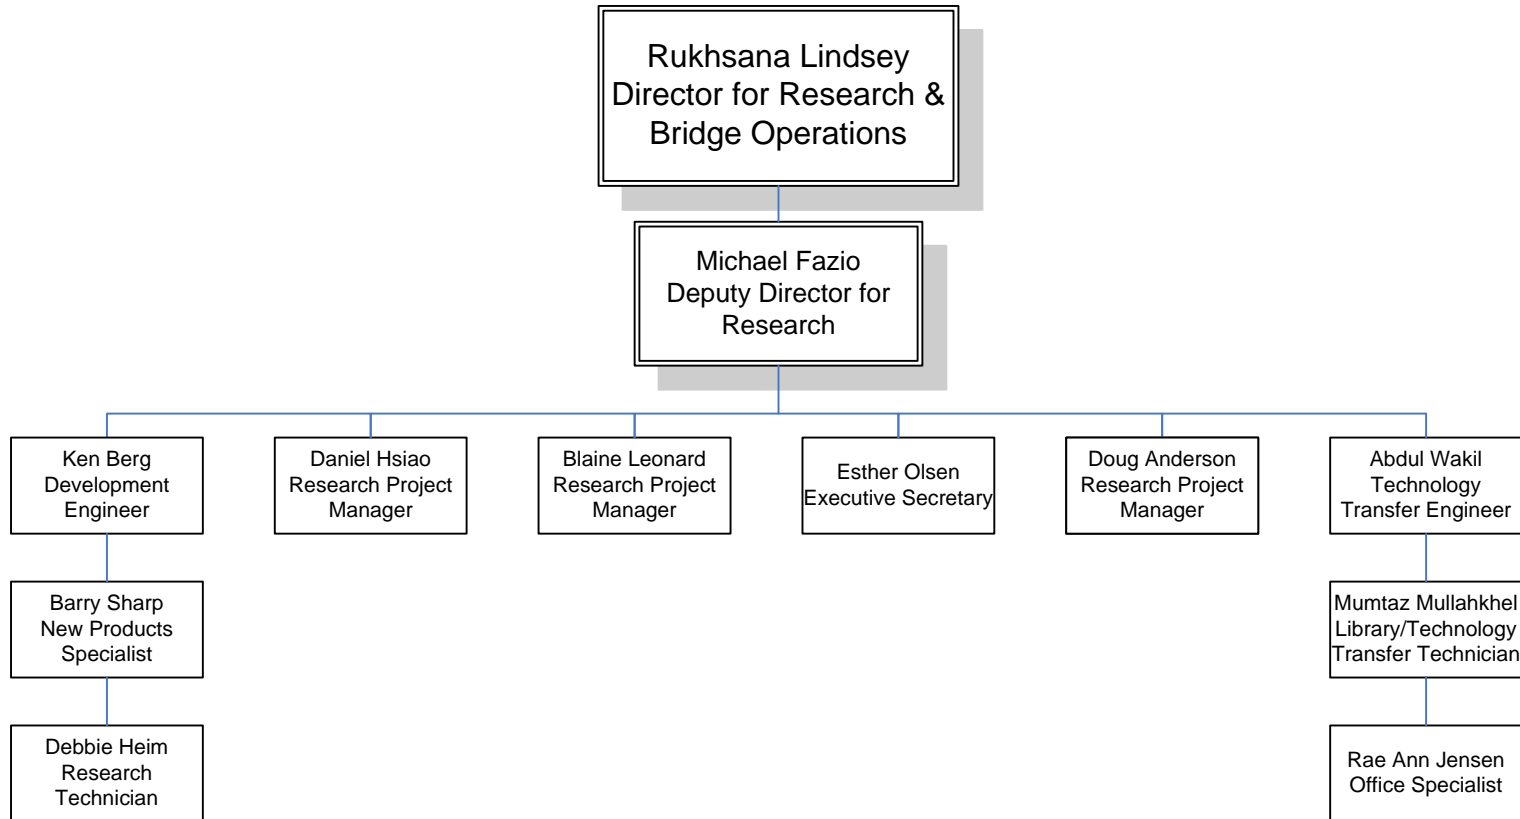 Rukhsana Lindsey
Director for Research &
Bridge Operations
Michael Fazio
Deputy Director for
Research
Ken Berg
Development
Engineer
Daniel Hsiao
Research Project
Manager
Blaine Leonard
Research Project
Manager
Esther Olsen
Executive Secretary
Doug Anderson
Research Project
Manager
Abdul Wakil
Technology
Transfer Engineer
Barry Sharp
New Products
Specialist
Mumtaz Mullahkhel
Library/Technology
Transfer Technician
Debbie Heim
Research
Technician
Rae Ann Jensen
Office Specialist